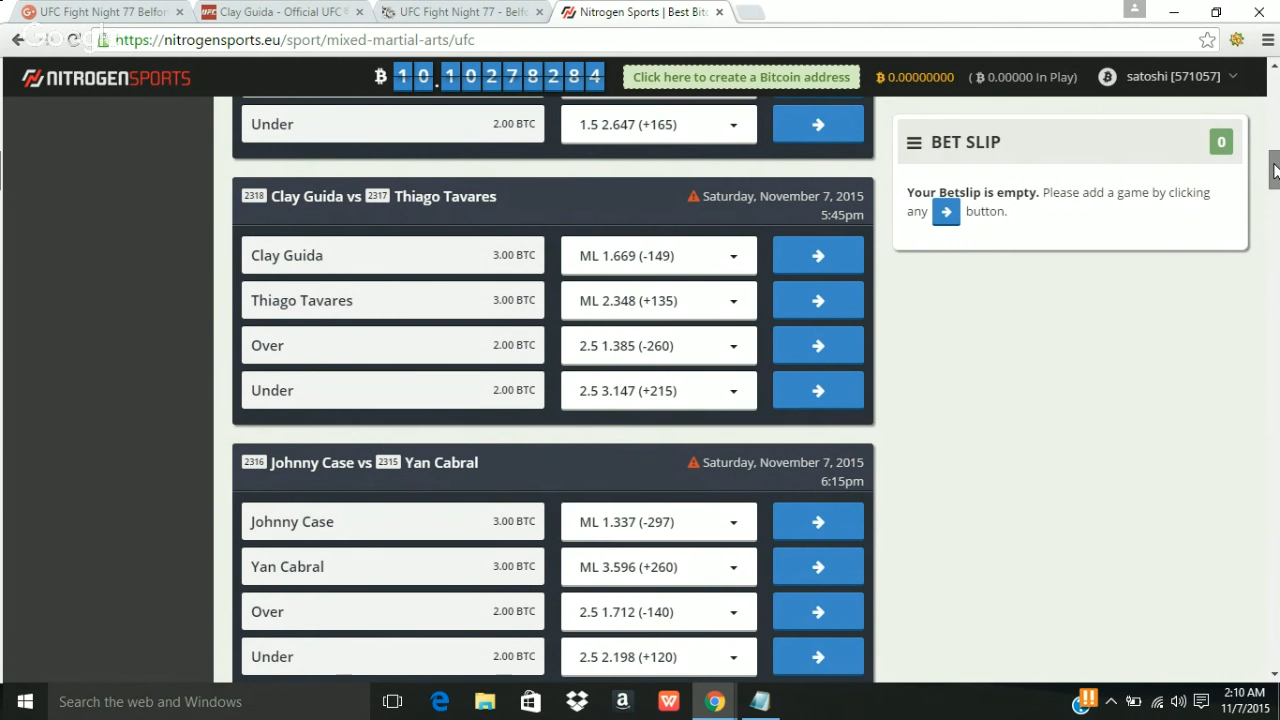 UFC Fight Night 77 Belfor
Clay Guida - Official UFC®
UFC Fight Night 77 - Belfo
Nitrogen Sports | Best Bitc
https://nitrogensports.eu/sport/mixed-martial-arts/ufc
NITROGENSPORTS
10.10278284
Click here to create a Bitcoin address
฿ 0.00000000
( ฿ 0.00000 In Play)
satoshi [571057]
Under 2.00 BTC 1.5 2.647 (+165)
BET SLIP 0
Your Betslip is empty. Please add a game by clicking
any button.
2318 Clay Guida vs 2317 Thiago Tavares Saturday, November 7, 2015
5:45pm
Clay Guida 3.00 BTC ML 1.669 (-149)
Thiago Tavares 3.00 BTC ML 2.348 (+135)
Over 2.00 BTC 2.5 1.385 (-260)
Under 2.00 BTC 2.5 3.147 (+215)
2316 Johnny Case vs 2315 Yan Cabral Saturday, November 7, 2015
6:15pm
Johnny Case 3.00 BTC ML 1.337 (-297)
Yan Cabral 3.00 BTC ML 3.596 (+260)
Over 2.00 BTC 2.5 1.712 (-140)
Under 2.00 BTC 2.5 2.198 (+120)
Search the web and Windows
2:10 AM
11/7/2015